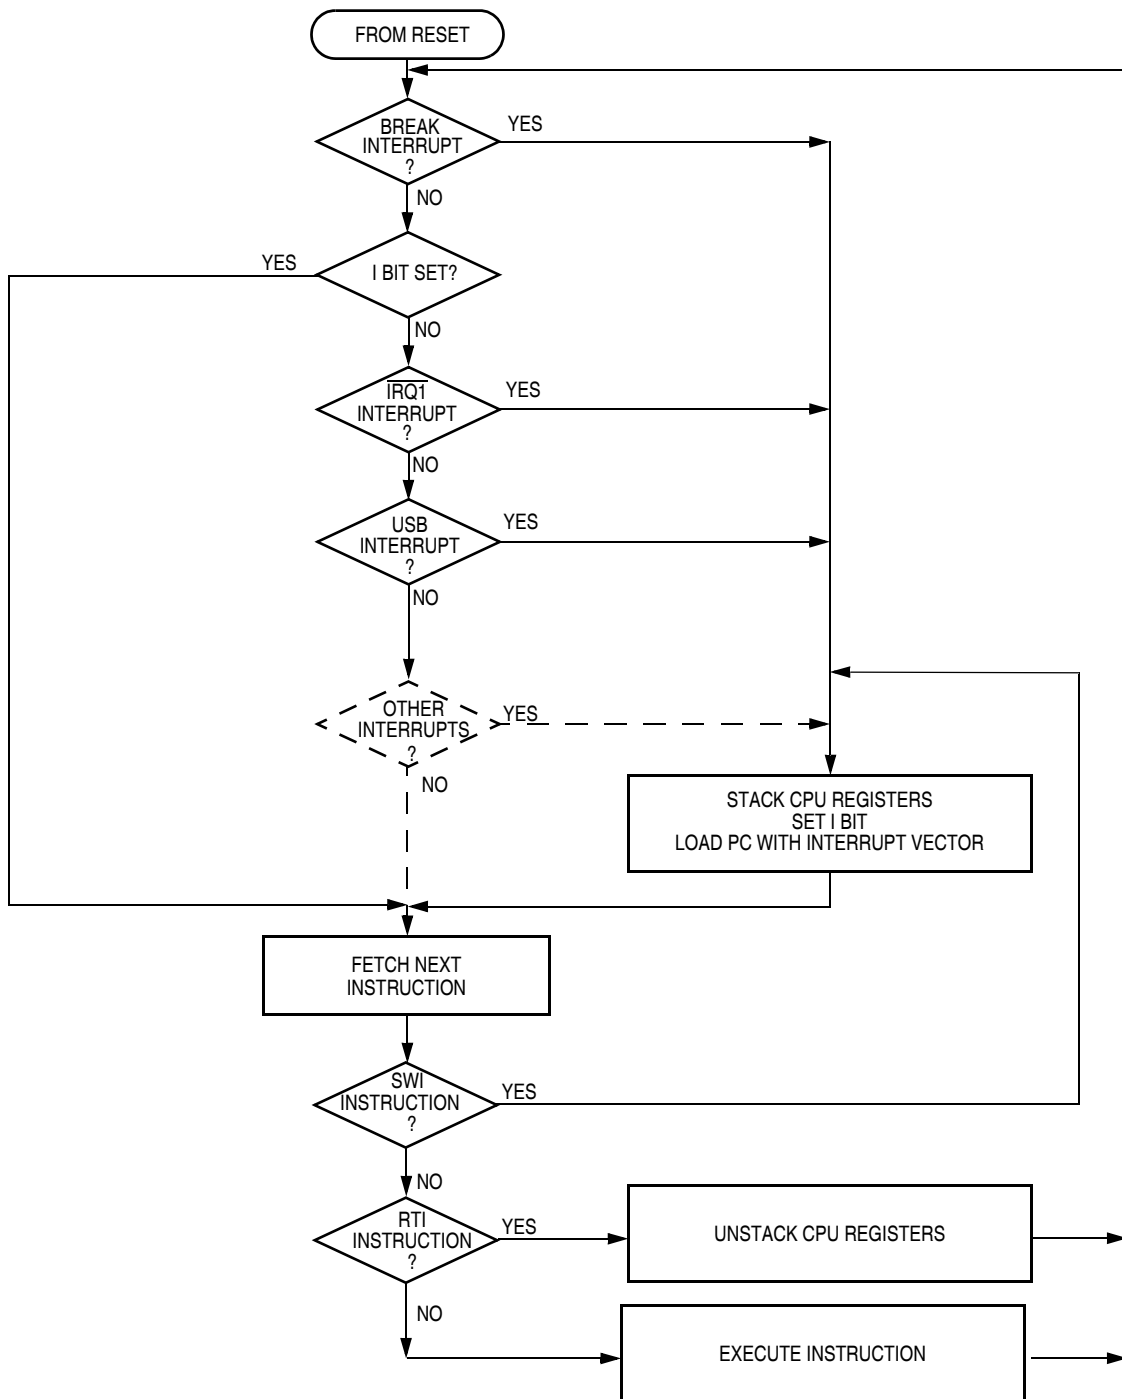 FROM RESET
BREAK
INTERRUPT
?
YES
NO
I BIT SET?
YES
NO
IRQ1
INTERRUPT
?
YES
NO
USB
INTERRUPT
?
YES
NO
OTHER
INTERRUPTS
?
YES
NO
STACK CPU REGISTERS
SET I BIT
LOAD PC WITH INTERRUPT VECTOR
FETCH NEXT
INSTRUCTION
SWI
INSTRUCTION
?
YES
NO
RTI
INSTRUCTION
?
YES
UNSTACK CPU REGISTERS
NO
EXECUTE INSTRUCTION